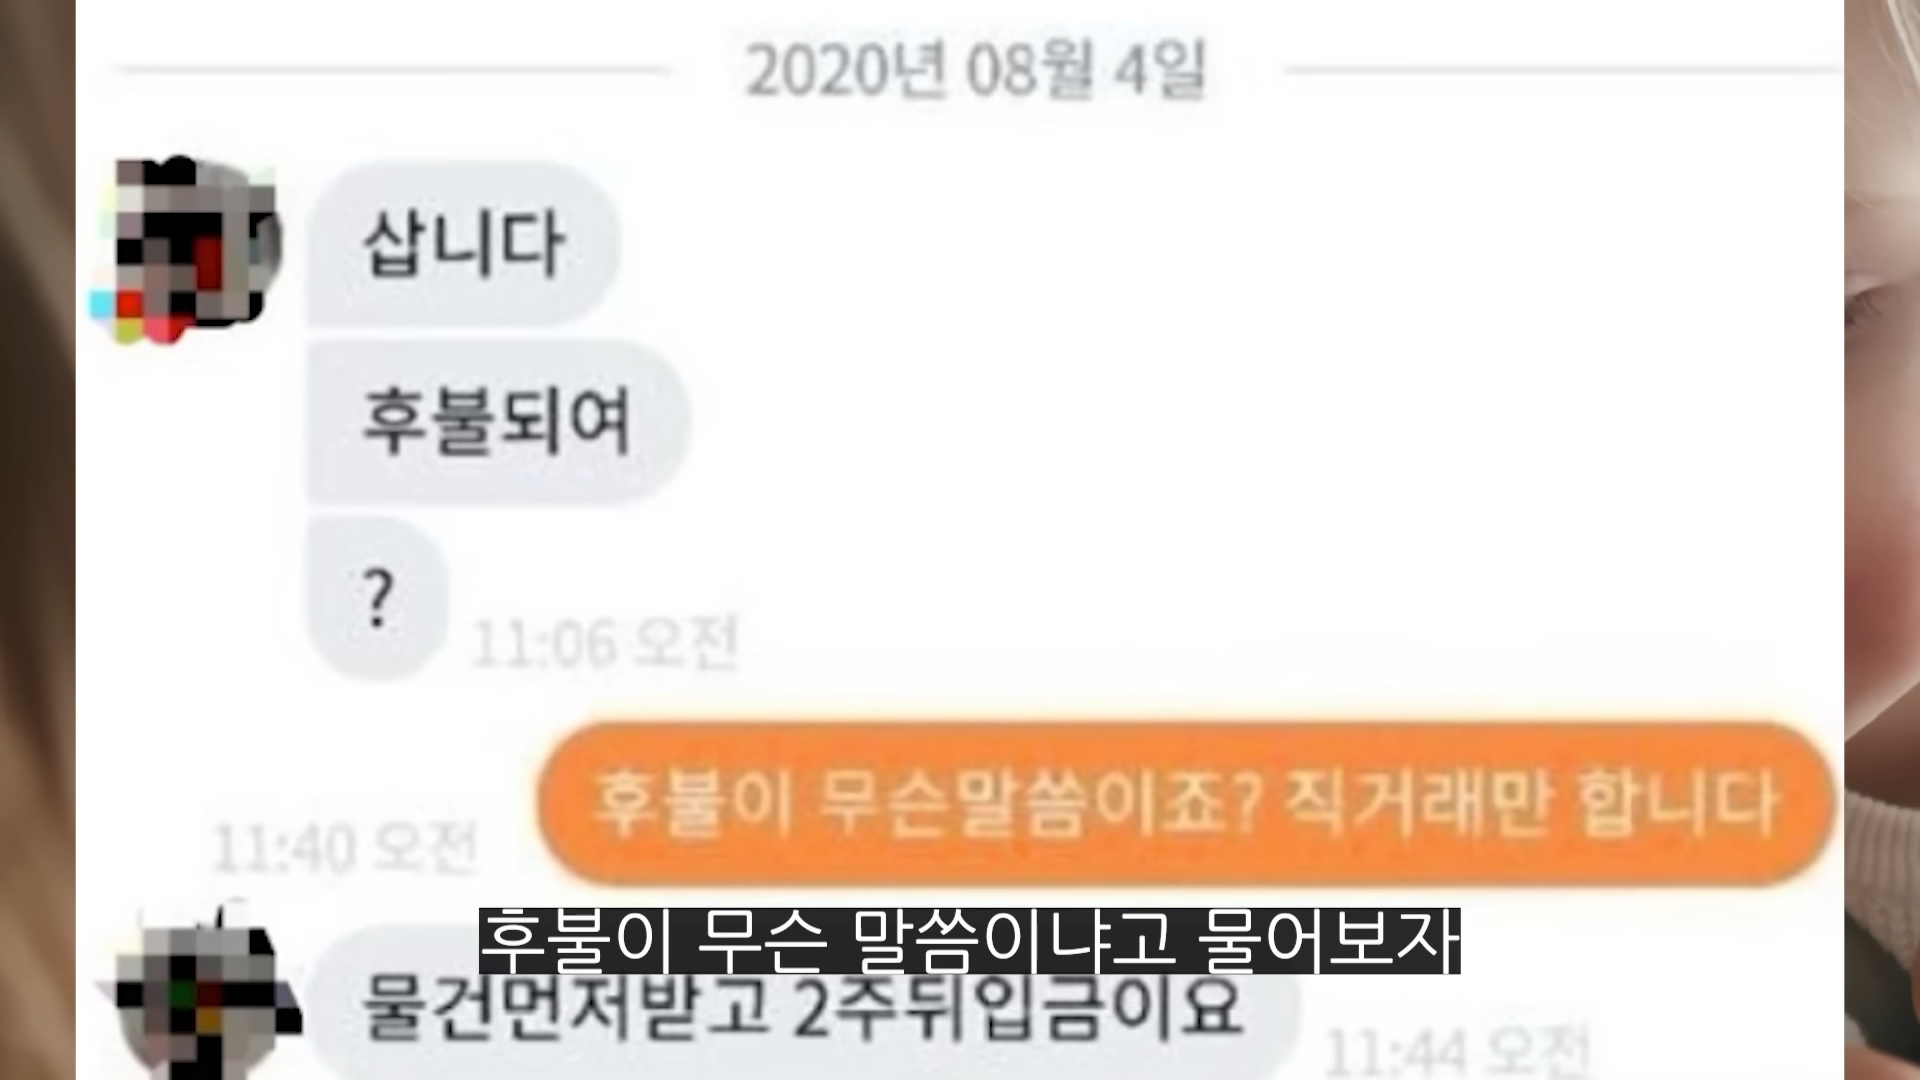 2020년 08월 4일
삽니다
후불되여
?
11:06 오전
후불이 무슨말씀이죠? 직거래만 합니다
11:40 오전
후불이 무슨 말씀이냐고 물어보자
물건먼저받고 2주뒤입금이요
11:44 오전